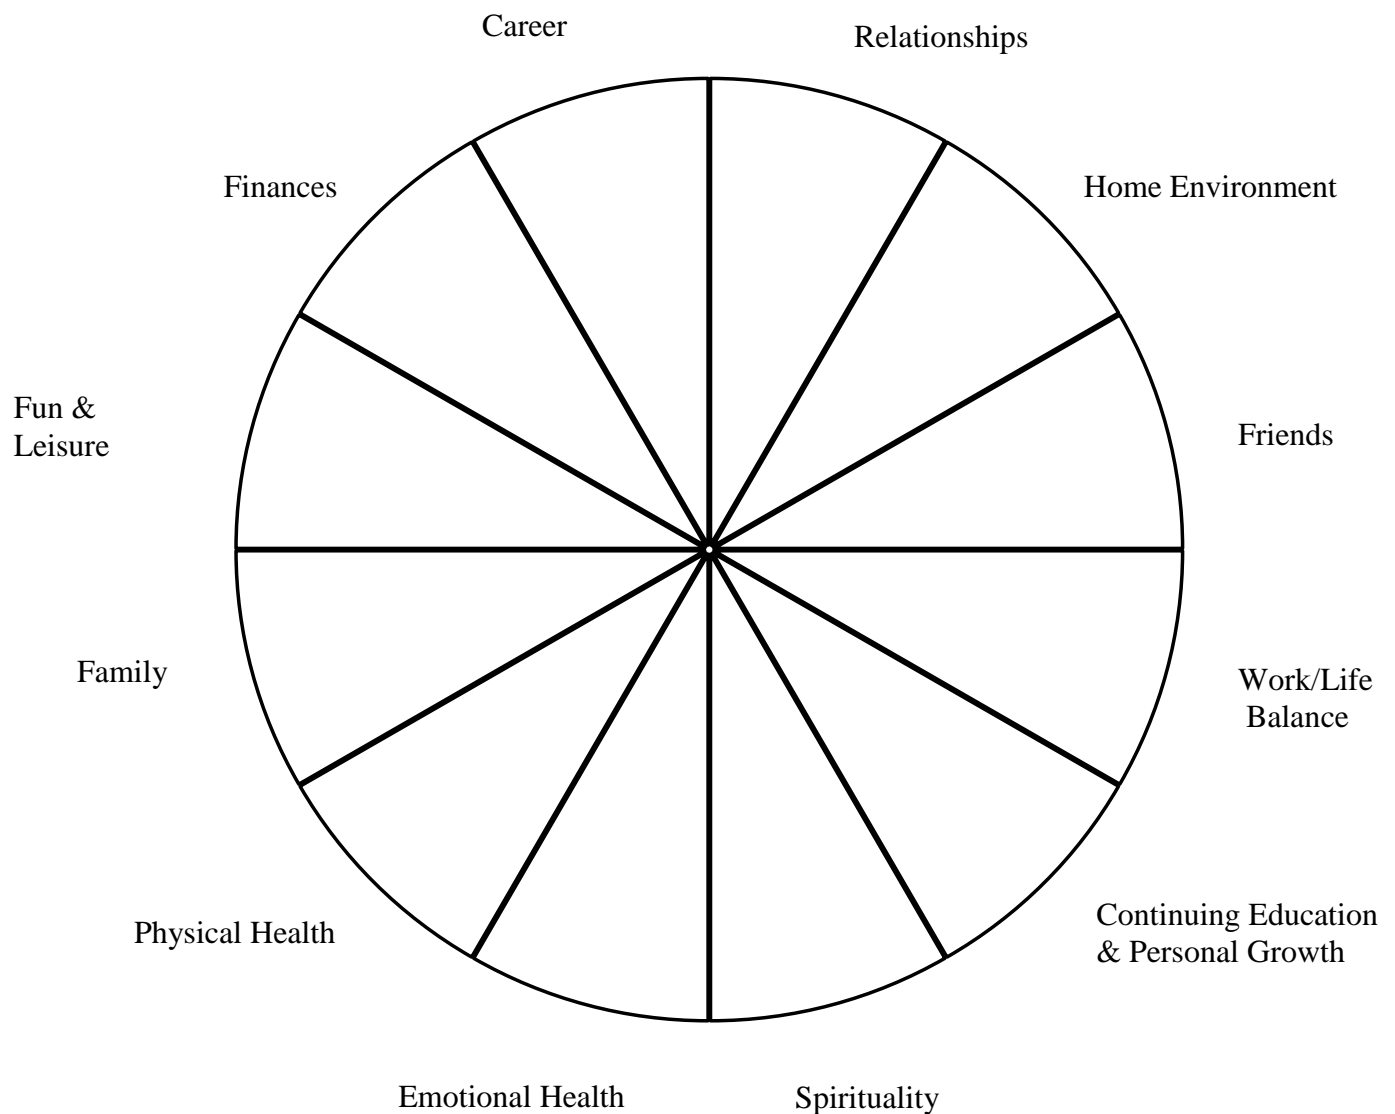 Career
Relationships
Finances
Home Environment
Fun &
Leisure
Friends
Family
Work/Life
Balance
Physical Health
Continuing Education
& Personal Growth
Emotional Health
Spirituality